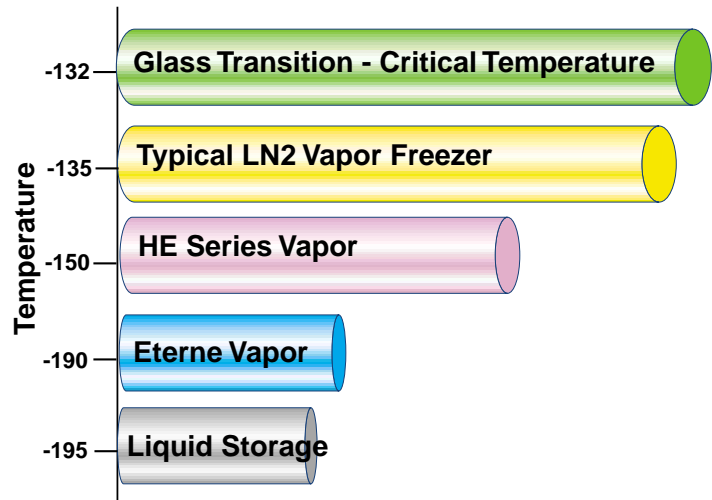 Temperature
-132
Glass Transition - Critical Temperature
-135
Typical LN2 Vapor Freezer
-150
HE Series Vapor
-190
Eterne Vapor
-195
Liquid Storage